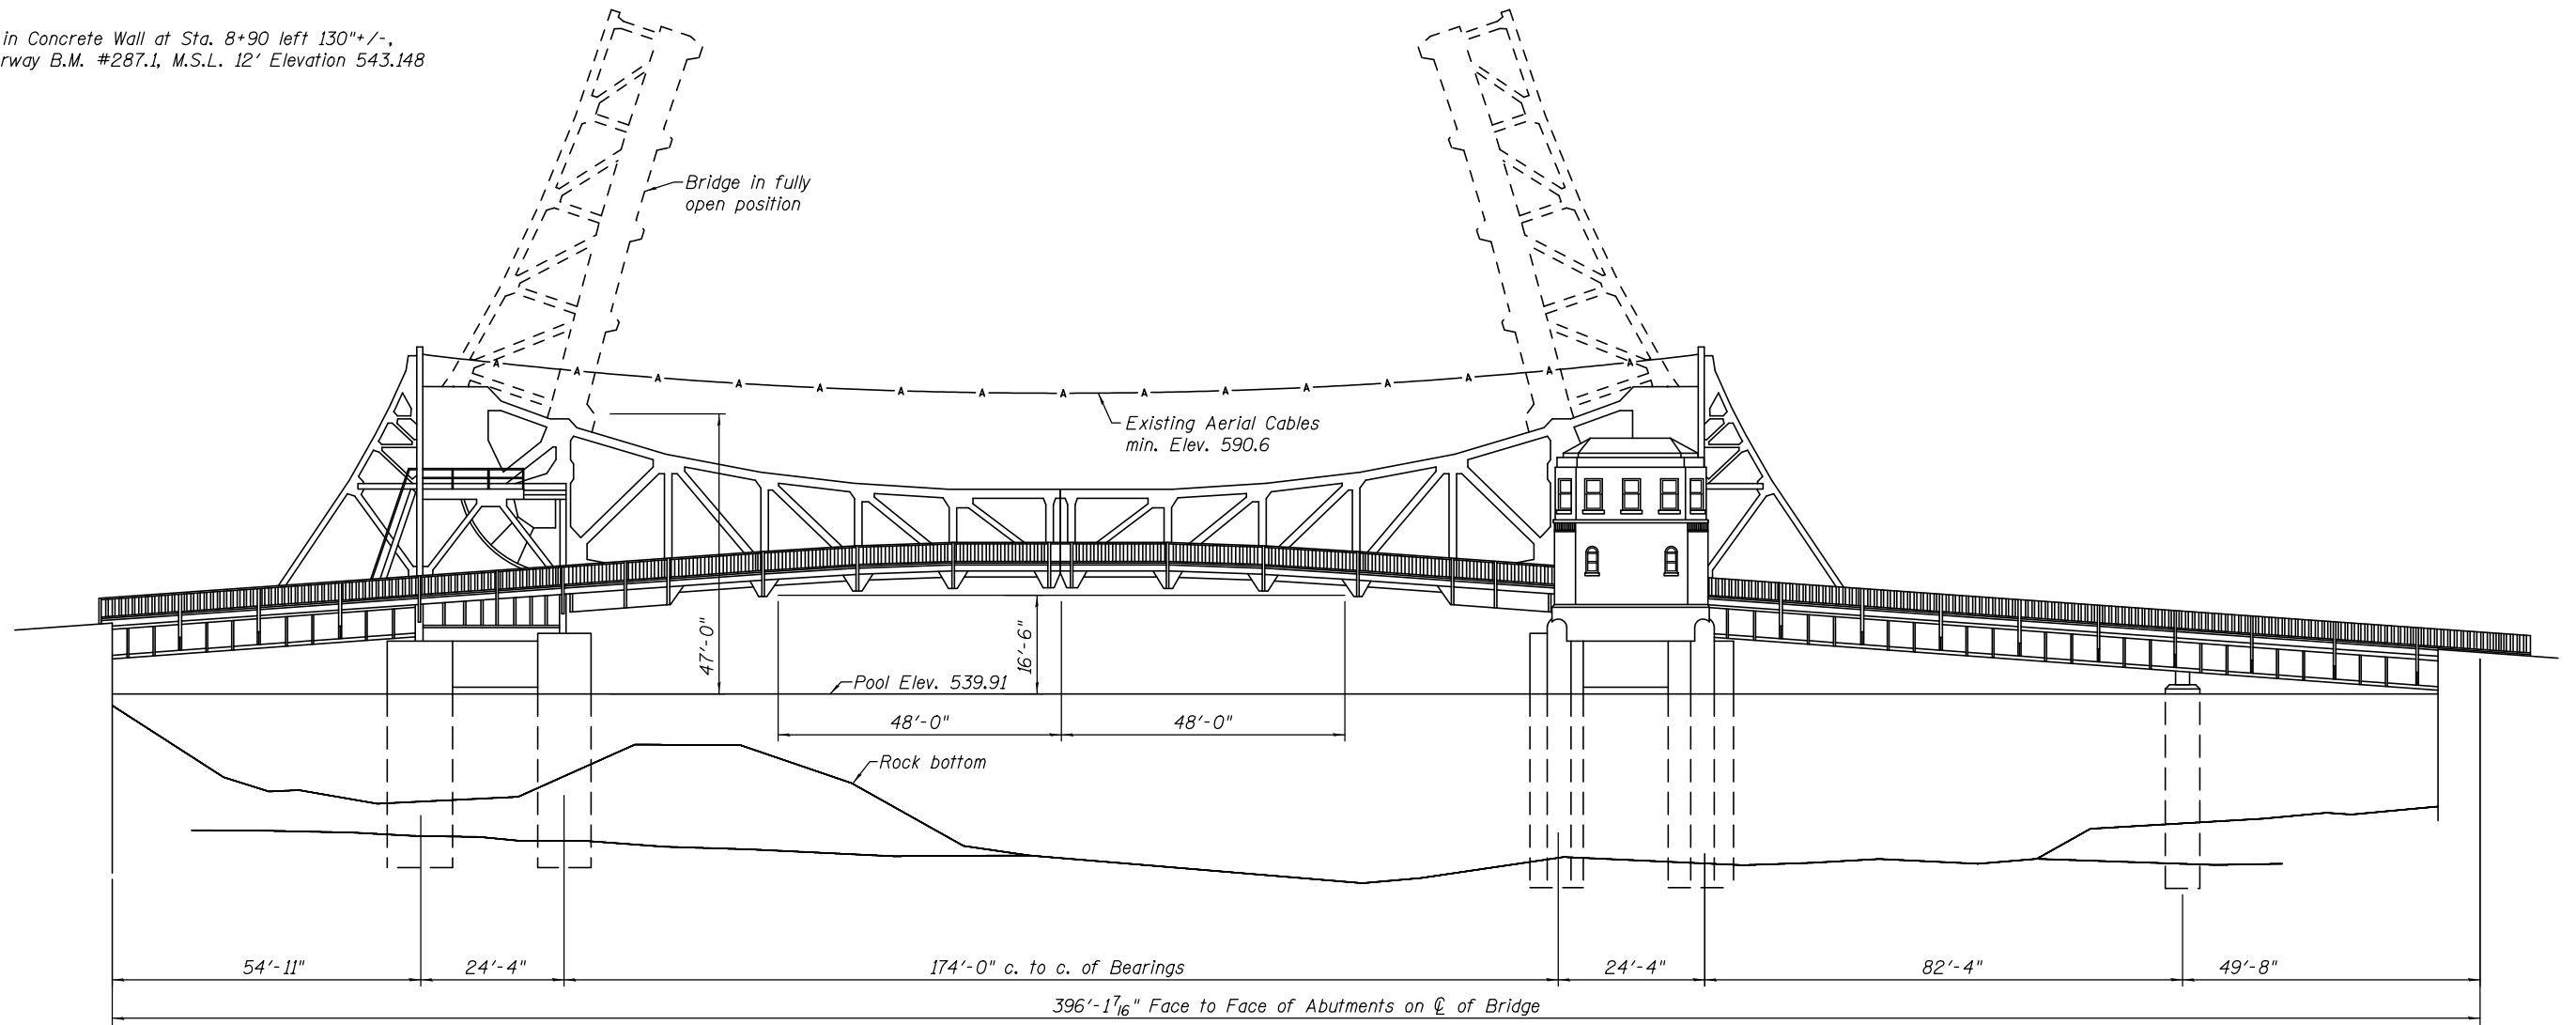 in Concrete Wall at Sta. 8+90 left 130"+/-,
rway B.M. #287.1, M.S.L. 12' Elevation 543.148
Bridge in fully
open position
A A A A A A A A A A A A A A A
Existing Aerial Cables
min. Elev. 590.6
47'-0"
16'-6"
Pool Elev. 539.91
48'-0" 48'-0"
Rock bottom
54'-11" 24'-4" 174'-0" c. to c. of Bearings 24'-4" 82'-4" 49'-8"
396'-1 7/16" Face to Face of Abutments on ℄ of Bridge